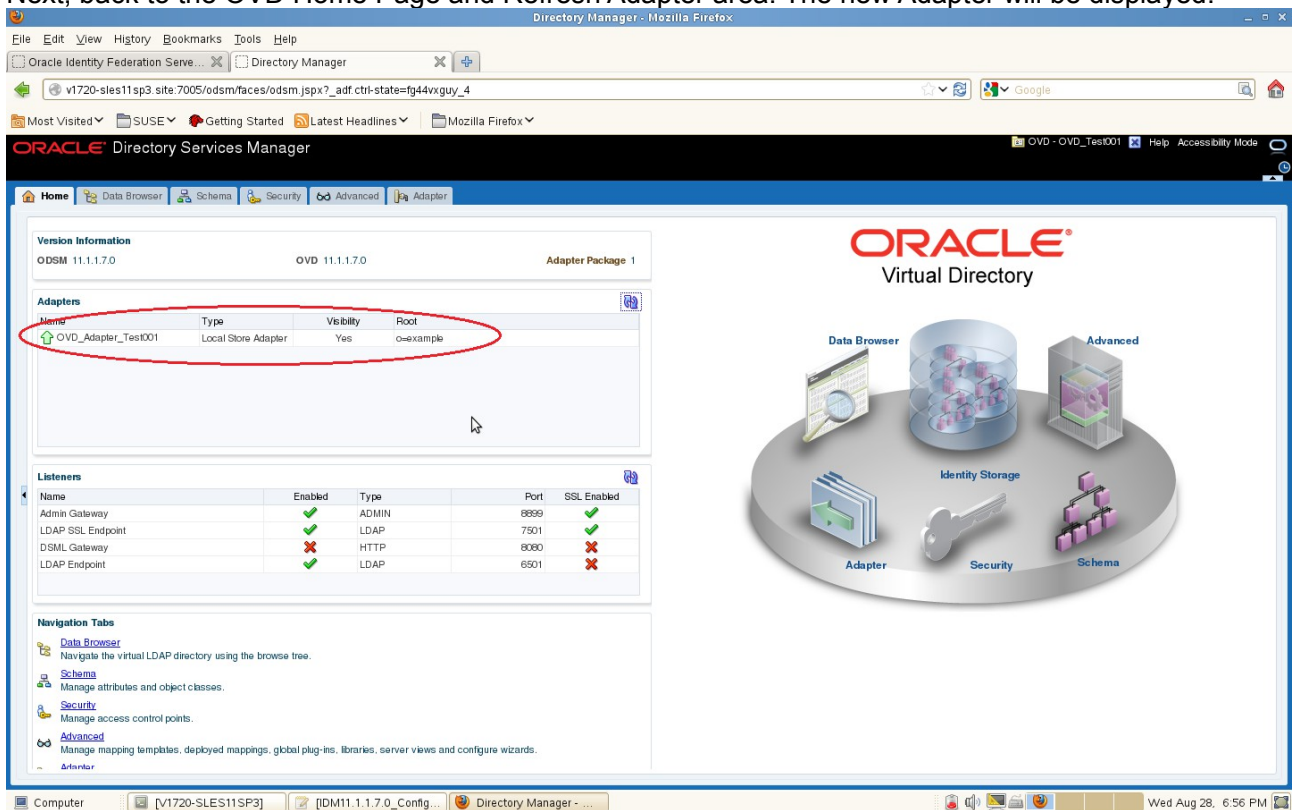 Next, back to the OVD Home Page and Refresh Adapter area. The new Adapter will be displayed.
Directory Manager - Mozilla Firefox
File Edit View History Bookmarks Tools Help
Oracle Identity Federation Serve... Directory Manager
v1720-sles11sp3.site:7005/odsm/faces/odsm.jspx?_adf.ctrl-state=fg44vxguy_4 Google
Most Visited SUSE Getting Started Latest Headlines Mozilla Firefox
ORACLE Directory Services Manager OVD - OVD_Test001 Help Accessibility Mode
Home Data Browser Schema Security Advanced Adapter
Version Information
ODSM 11.1.1.7.0 OVD 11.1.1.7.0 Adapter Package 1
Adapters
Name Type Visibility Root
OVD_Adapter_Test001 Local Store Adapter Yes o=example
Listeners
Name Enabled Type Port SSL Enabled
Admin Gateway ADMIN 8899
LDAP SSL Endpoint LDAP 7501
DSML Gateway HTTP 8080
LDAP Endpoint LDAP 6501
Navigation Tabs
Data Browser
Navigate the virtual LDAP directory using the browse tree.
Schema
Manage attributes and object classes.
Security
Manage access control points.
Advanced
Manage mapping templates, deployed mappings, global plug-ins, libraries, server views and configure wizards.
Adapter
ORACLE®
Virtual Directory
Data Browser Advanced
Identity Storage
Adapter Security Schema
Computer [V1720-SLES11SP3] [IDM11.1.1.7.0_Config... Directory Manager - ... Wed Aug 28, 6:56 PM